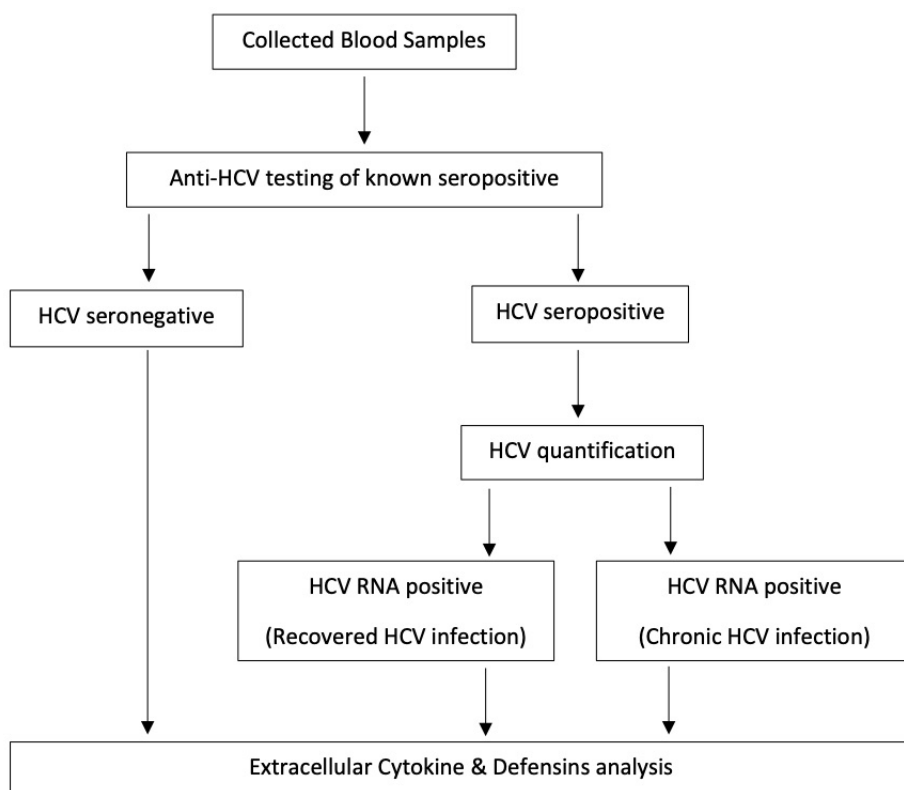 Collected Blood Samples
Anti-HCV testing of known seropositive
HCV seronegative
HCV seropositive
HCV quantification
HCV RNA positive
(Recovered HCV infection)
HCV RNA positive
(Chronic HCV infection)
Extracellular Cytokine & Defensins analysis